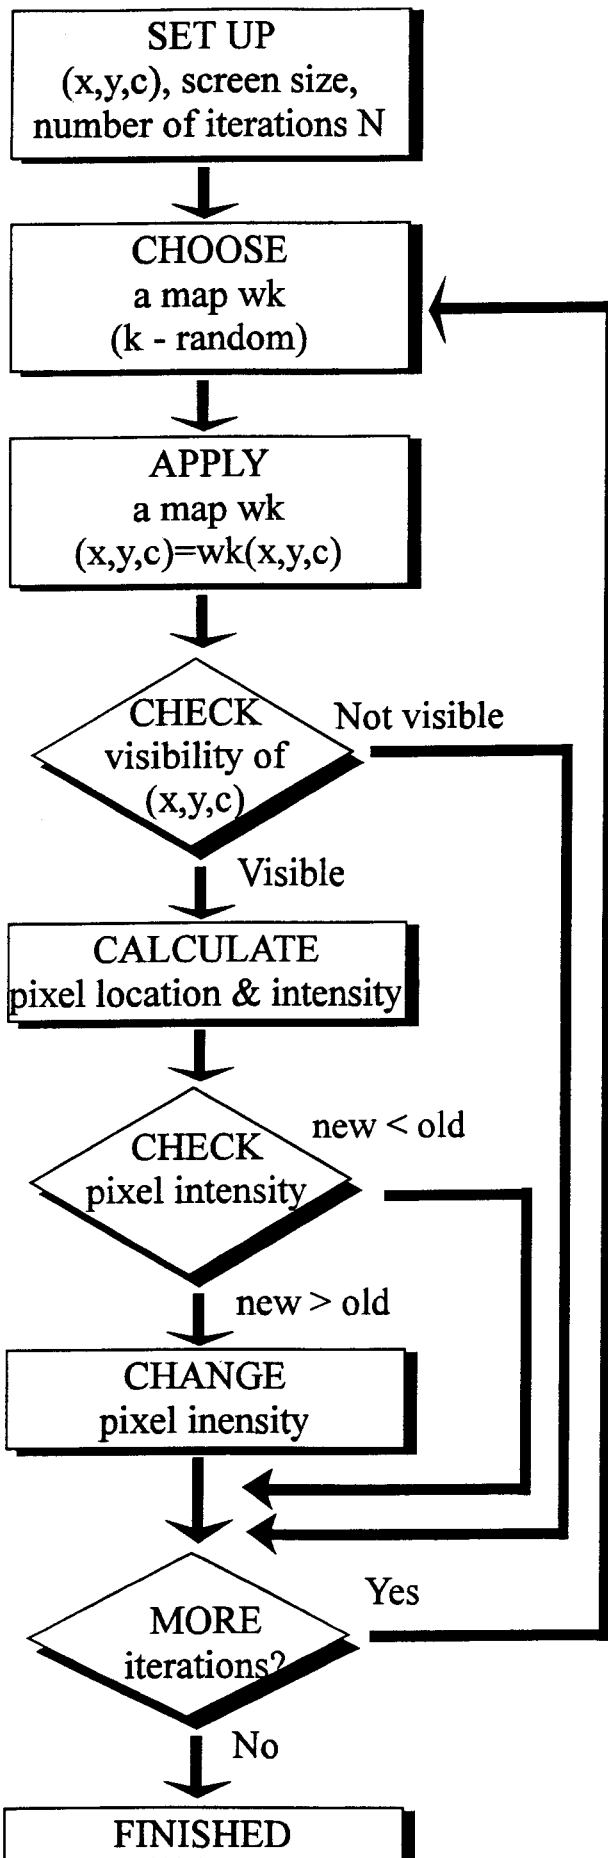 SET UP
(x,y,c), screen size,
number of iterations N
CHOOSE
a map wk
(k - random)
APPLY
a map wk
(x,y,c)=wk(x,y,c)
CHECK
visibility of
(x,y,c)
Not visible
Visible
CALCULATE
pixel location & intensity
CHECK
pixel intensity
new < old
new > old
CHANGE
pixel inensity
MORE
iterations?
Yes
No
FINISHED